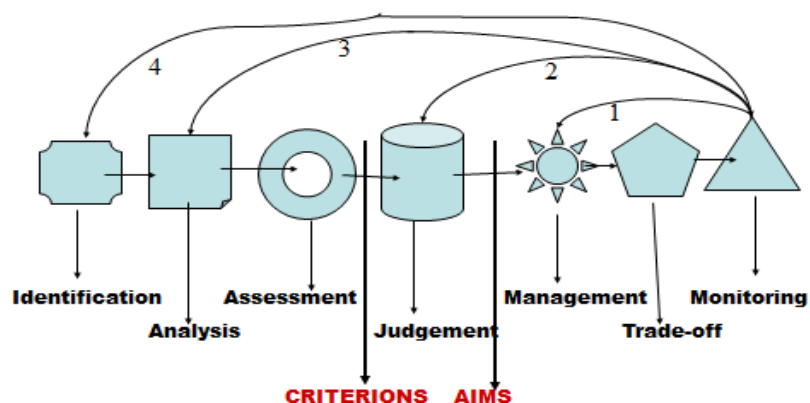 4
3
2
1
Identification
Assessment
Management
Monitoring
Analysis
Judgement
Trade-off
CRITERIONS
AIMS